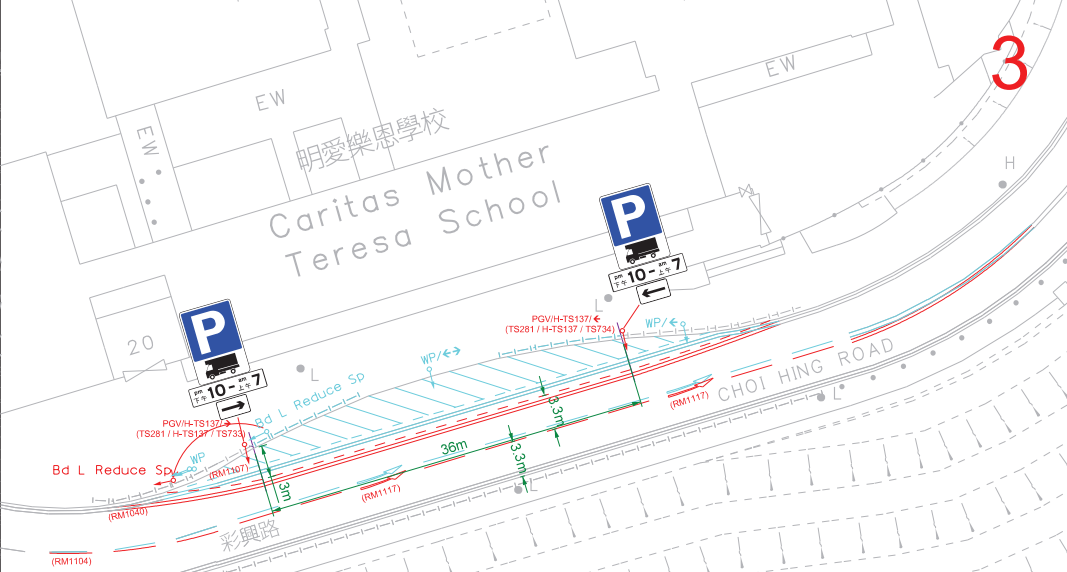 3
EW
EW
EW
明愛樂恩學校
Caritas Mother
Teresa School
H
P
pm 下午 10 - am 上午 7
L
PGV/H-TS137/←
(TS281 / H-TS137 / TS734)
WP/←
20
P
pm 下午 10 - am 上午 7
L
WP/↔
Bd L Reduce Sp
PGV/H-TS137/→
(TS281 / H-TS137 / TS733)
WP
Bd L Reduce Sp
(RM1107)
CHOI HING ROAD
(RM1117)
L
3.3m
36m
3.3m
3m
(RM1117)
L
(RM1040)
彩興路
(RM1104)